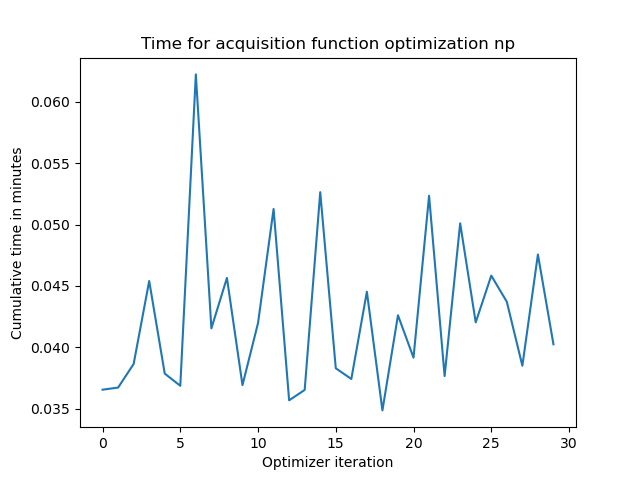 Time for acquisition function optimization np
Cumulative time in minutes
0.060
0.055
0.050
0.045
0.040
0.035
0 5 10 15 20 25 30
Optimizer iteration